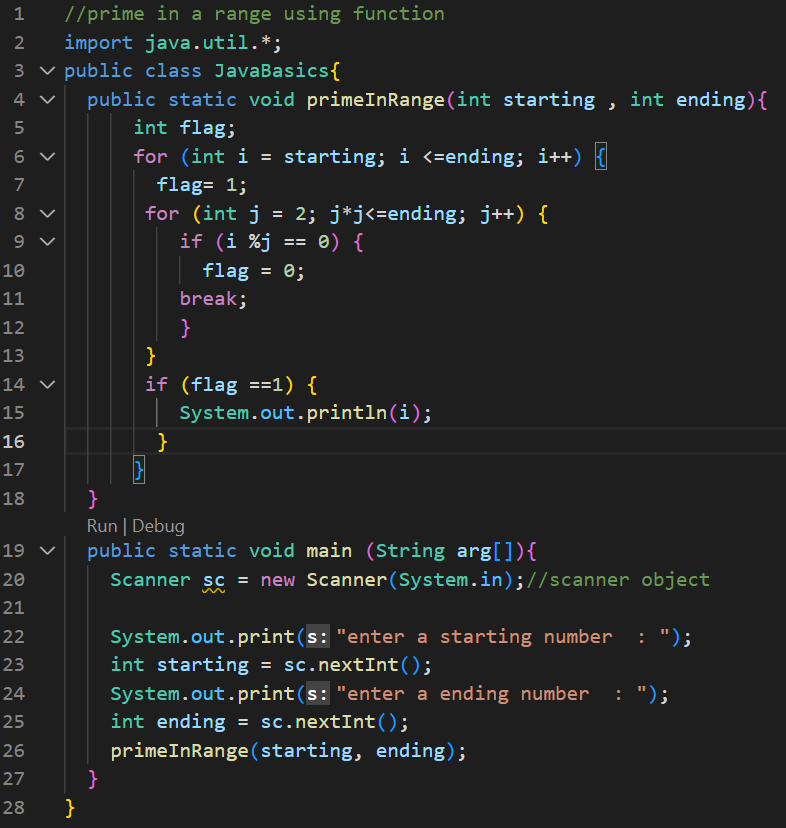 1 //prime in a range using function
2 import java.util.*;
3 public class JavaBasics{
4 public static void primeInRange(int starting , int ending){
5 int flag;
6 for (int i = starting; i <=ending; i++) {
7 flag= 1;
8 for (int j = 2; j*j<=ending; j++) {
9 if (i %j == 0) {
10 flag = 0;
11 break;
12 }
13 }
14 if (flag ==1) {
15 System.out.println(i);
16 }
17 }
18 }
Run | Debug
19 public static void main (String arg[]){
20 Scanner sc = new Scanner(System.in);//scanner object
21
22 System.out.print(s: "enter a starting number  : ");
23 int starting = sc.nextInt();
24 System.out.print(s: "enter a ending number  : ");
25 int ending = sc.nextInt();
26 primeInRange(starting, ending);
27 }
28 }